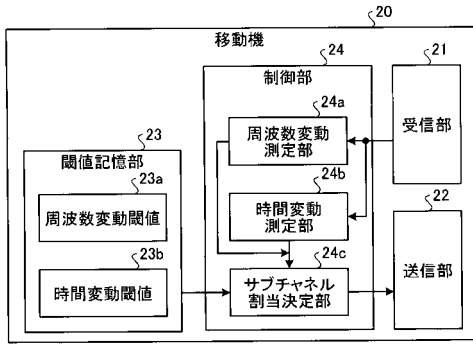 20
移動機
24
制御部
21
受信部
24a
周波数変動
測定部
23
閾値記憶部
23a
周波数変動閾値
24b
時間変動
測定部
22
送信部
23b
時間変動閾値
24c
サブチャネル
割当決定部